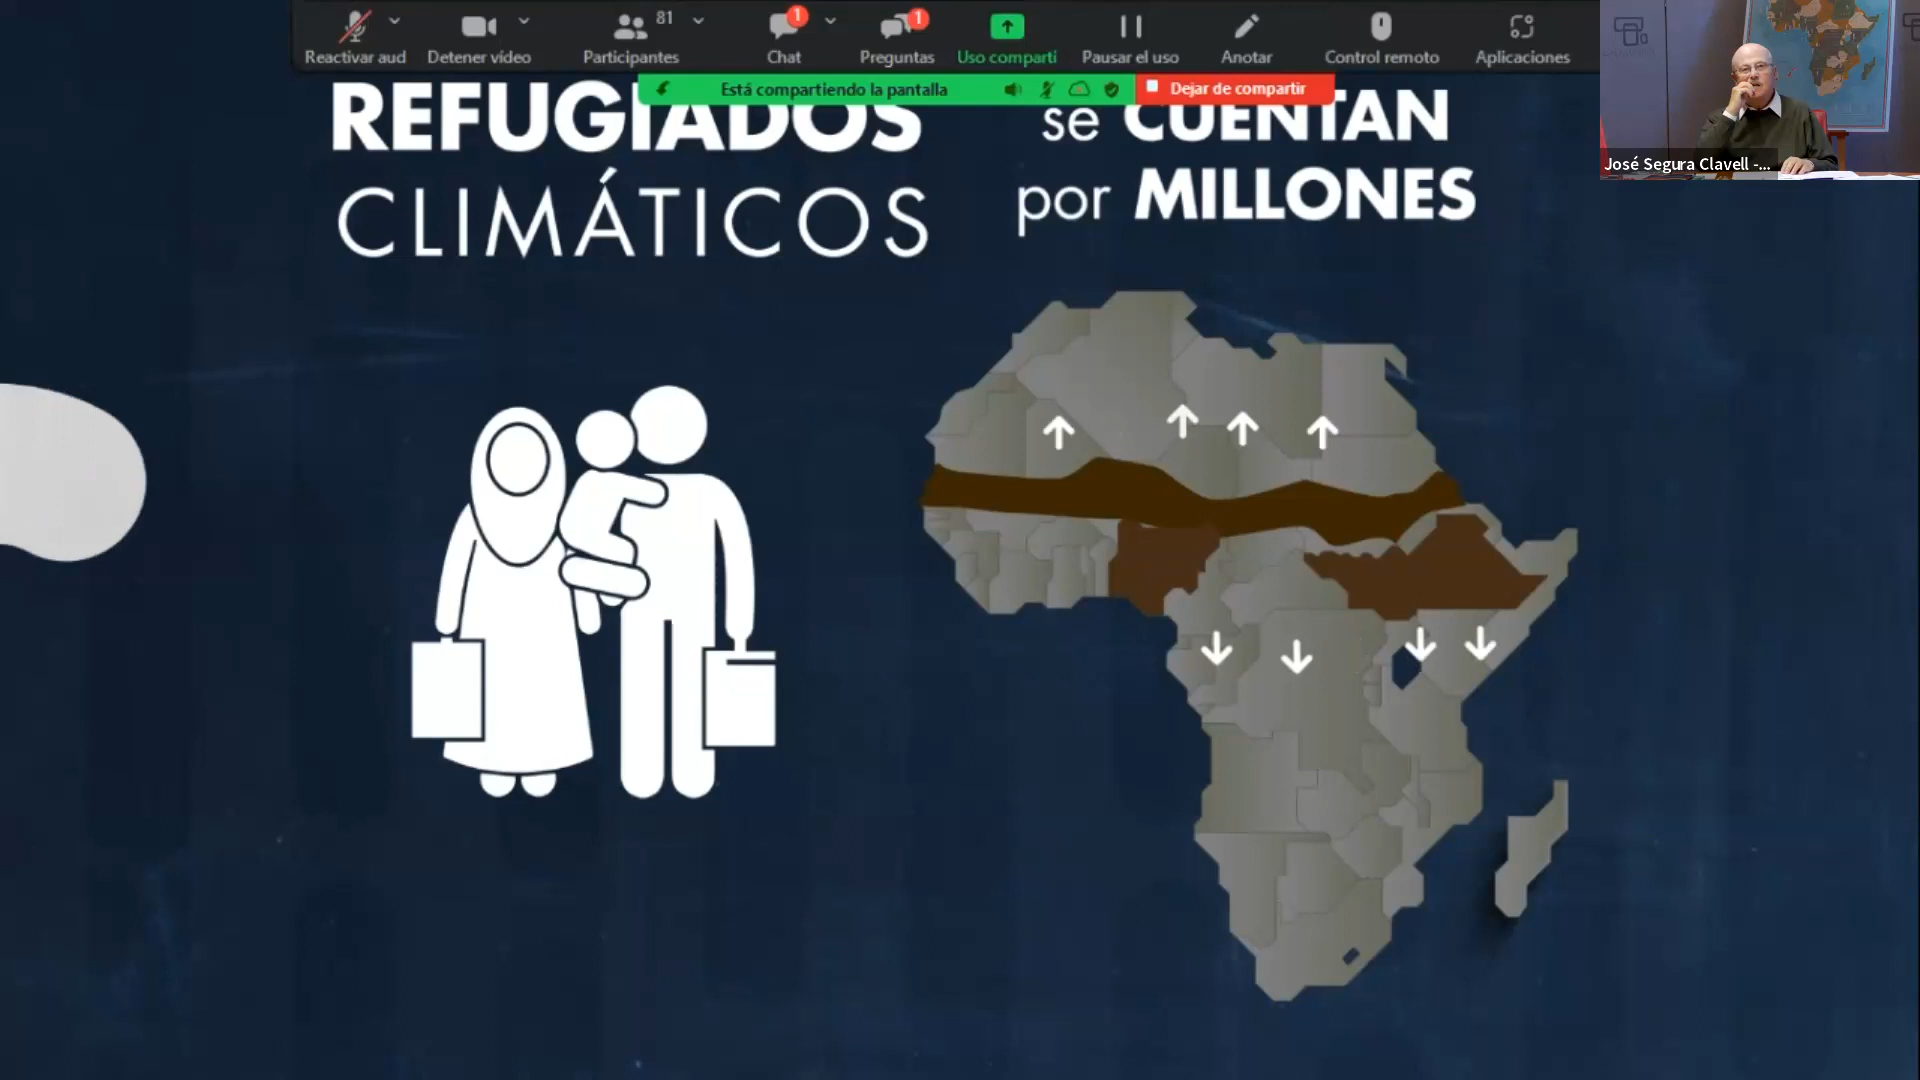 81
1
1
Reactivar aud
Detener vídeo
Participantes
Chat
Preguntas
Uso comparti
Pausar el uso
Anotar
Control remoto
Aplicaciones
Está compartiendo la pantalla
Dejar de compartir
José Segura Clavell -...
REFUGIADOS
CLIMÁTICOS
se CUENTAN
por MILLONES